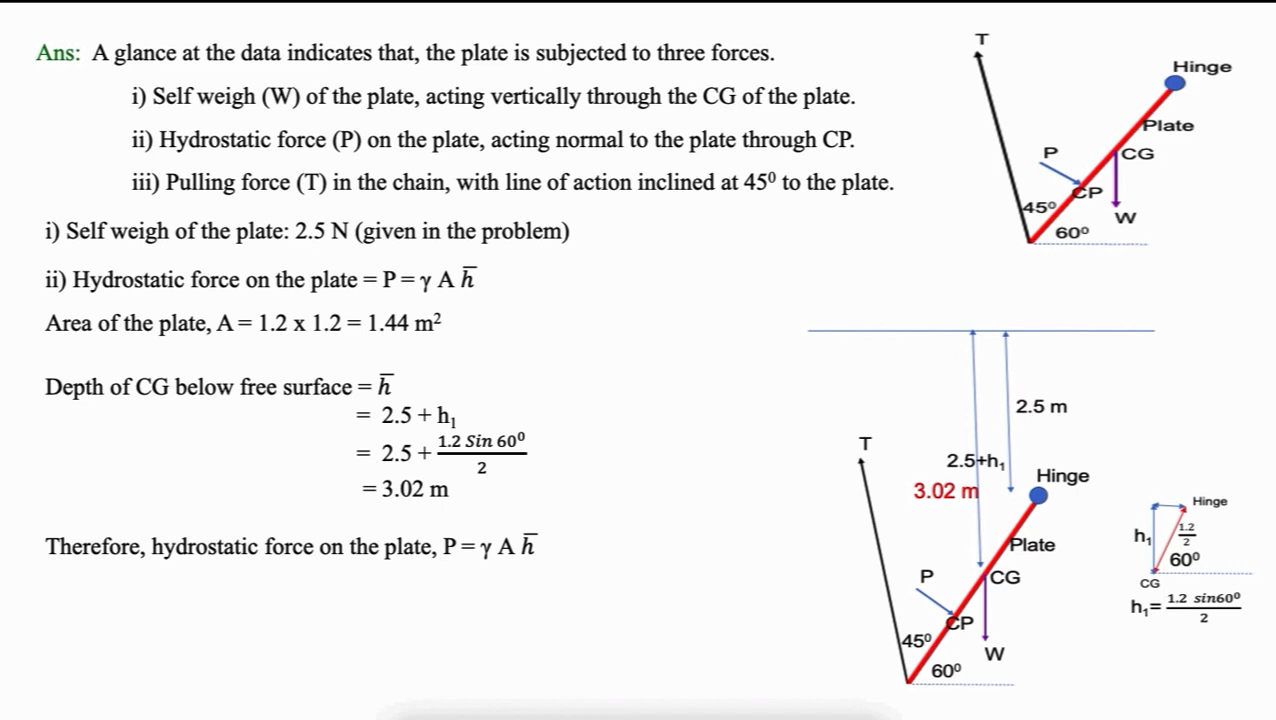 Ans: A glance at the data indicates that, the plate is subjected to three forces.
i) Self weigh (W) of the plate, acting vertically through the CG of the plate.
ii) Hydrostatic force (P) on the plate, acting normal to the plate through CP.
iii) Pulling force (T) in the chain, with line of action inclined at 45⁰ to the plate.
i) Self weigh of the plate: 2.5 N (given in the problem)
ii) Hydrostatic force on the plate = P = γ A h̅
Area of the plate, A = 1.2 x 1.2 = 1.44 m²
Depth of CG below free surface = h̅
= 2.5 + h₁
= 2.5 + 1.2 Sin 60⁰ / 2
= 3.02 m
Therefore, hydrostatic force on the plate, P = γ A h̅
T
Hinge
Plate
P
CG
CP
45⁰
W
60⁰
2.5 m
T
2.5+h₁
Hinge
3.02 m
Plate
P
CG
CP
45⁰
W
60⁰
Hinge
h₁
1.2 / 2
60⁰
CG
h₁= 1.2 sin60⁰ / 2